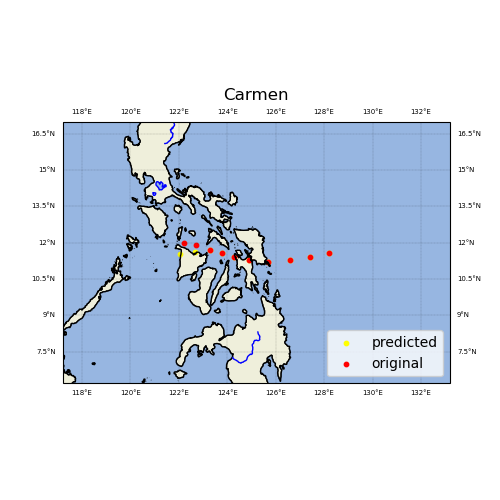 Carmen
118°E 120°E 122°E 124°E 126°E 128°E 130°E 132°E
16.5°N 16.5°N
15°N 15°N
13.5°N 13.5°N
12°N 12°N
10.5°N 10.5°N
9°N 9°N
7.5°N 7.5°N
predicted
original
118°E 120°E 122°E 124°E 126°E 128°E 130°E 132°E